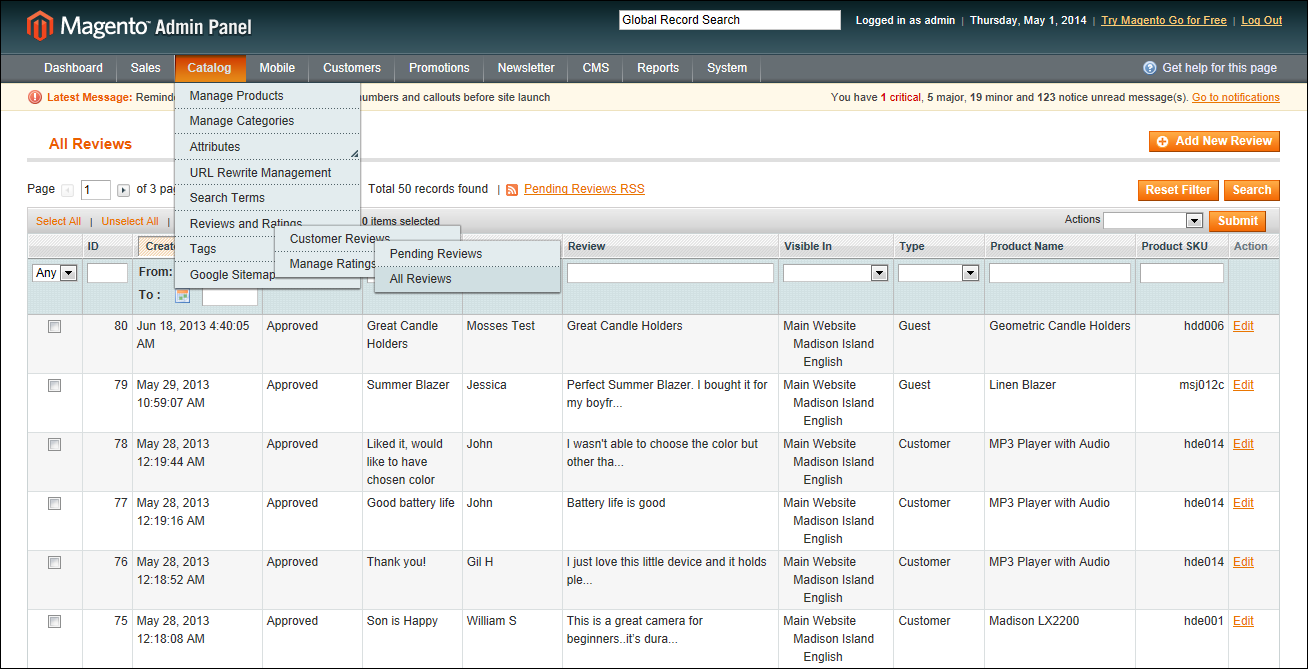 Magento™ Admin Panel
Global Record Search
Logged in as admin | Thursday, May 1, 2014 | Try Magento Go for Free | Log Out
Dashboard Sales Catalog Mobile Customers Promotions Newsletter CMS Reports System
Get help for this page
Latest Message: Reminde
umbers and callouts before site launch
You have 1 critical, 5 major, 19 minor and 123 notice unread message(s). Go to notifications
Manage Products
Manage Categories
Attributes
URL Rewrite Management
Search Terms
Reviews and Ratings
Tags
Google Sitemap
Customer Reviews
Manage Ratings
Pending Reviews
All Reviews
All Reviews
Add New Review
Page 1 of 3 pag
Total 50 records found | Pending Reviews RSS
Reset Filter Search
Select All | Unselect All |
0 items selected
Actions Submit
ID Create Review Visible In Type Product Name Product SKU Action
Any From:
To :
80 Jun 18, 2013 4:40:05 Approved Great Candle Mosses Test Great Candle Holders Main Website Guest Geometric Candle Holders hdd006 Edit
AM Holders Madison Island
English
79 May 29, 2013 Approved Summer Blazer Jessica Perfect Summer Blazer. I bought it for Main Website Guest Linen Blazer msj012c Edit
10:59:07 AM my boyfr... Madison Island
English
78 May 28, 2013 Approved Liked it, would John I wasn't able to choose the color but Main Website Customer MP3 Player with Audio hde014 Edit
12:19:44 AM like to have other tha... Madison Island
chosen color English
77 May 28, 2013 Approved Good battery life John Battery life is good Main Website Customer MP3 Player with Audio hde014 Edit
12:19:16 AM Madison Island
English
76 May 28, 2013 Approved Thank you! Gil H I just love this little device and it holds Main Website Customer MP3 Player with Audio hde014 Edit
12:18:52 AM ple... Madison Island
English
75 May 28, 2013 Approved Son is Happy William S This is a great camera for Main Website Customer Madison LX2200 hde001 Edit
12:18:08 AM beginners..it's dura... Madison Island
English